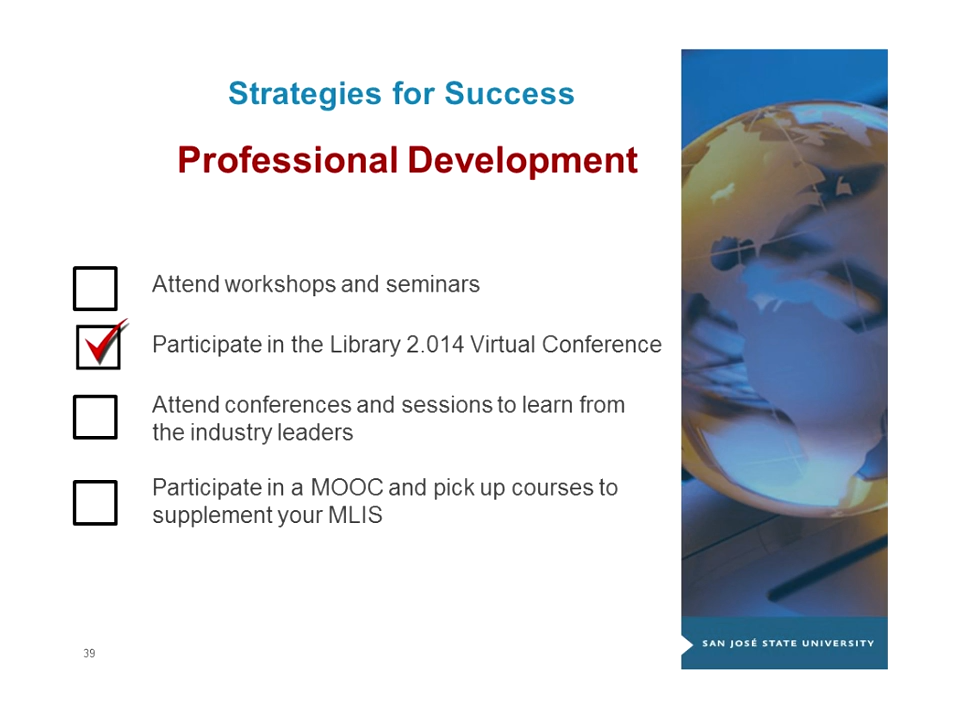 Strategies for Success
Professional Development
Attend workshops and seminars
Participate in the Library 2.014 Virtual Conference
Attend conferences and sessions to learn from
the industry leaders
Participate in a MOOC and pick up courses to
supplement your MLIS
39
SAN JOSÉ STATE UNIVERSITY